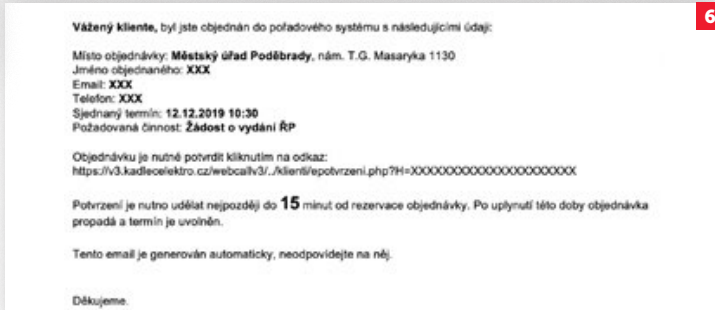 6
Vážený kliente, byl jste objednán do pořadového systému s následujícími údaji:
Místo objednávky: Městský úřad Poděbrady, nám. T.G. Masaryka 1130
Jméno objednaného: XXX
Email: XXX
Telefon: XXX
Sjednaný termín: 12.12.2019 10:30
Požadovaná činnost: Žádost o vydání ŘP
Objednávku je nutné potvrdit kliknutím na odkaz:
https://v3.kadlecelektro.cz/webcallv3/../klienti/epotvrzeni.php?H=XXXXXXXXXXXXXXXXXXXXXX
Potvrzení je nutno udělat nejpozději do 15 minut od rezervace objednávky. Po uplynutí této doby objednávka
propadá a termín je uvolněn.
Tento email je generován automaticky, neodpovídejte na něj.
Děkujeme.